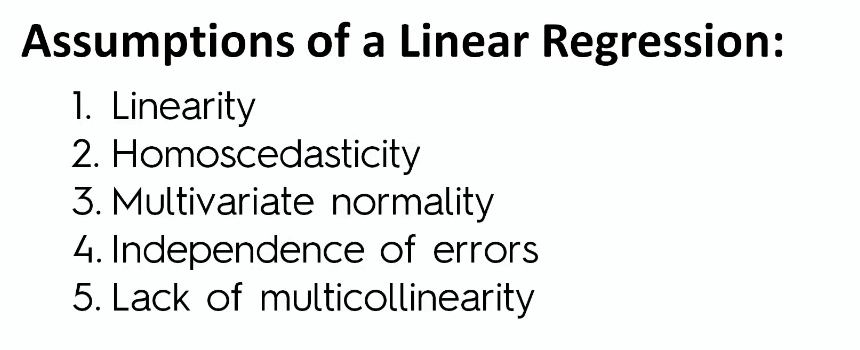 Assumptions of a Linear Regression:
1. Linearity
2. Homoscedasticity
3. Multivariate normality
4. Independence of errors
5. Lack of multicollinearity